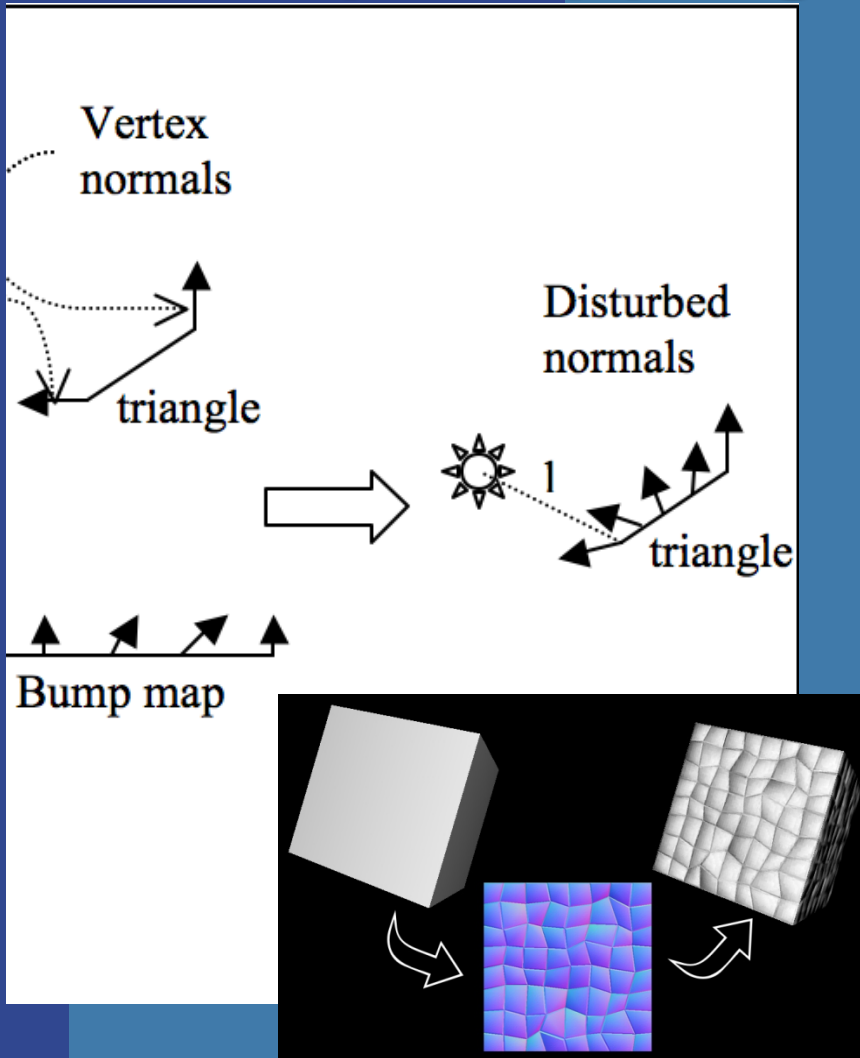 Vertex
normals
triangle
Disturbed
normals
l
triangle
Bump map